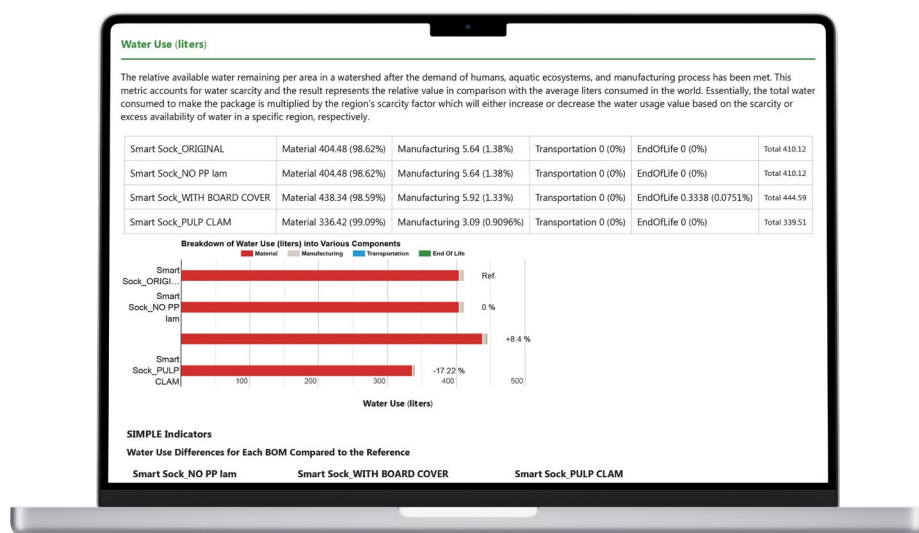 Water Use (liters)
The relative available water remaining per area in a watershed after the demand of humans, aquatic ecosystems, and manufacturing process has been met. This
metric accounts for water scarcity and the result represents the relative value in comparison with the average liters consumed in the world. Essentially, the total water
consumed to make the package is multiplied by the region's scarcity factor which will either increase or decrease the water usage value based on the scarcity or
excess availability of water in a specific region, respectively.
Smart Sock_ORIGINAL Material 404.48 (98.62%) Manufacturing 5.64 (1.38%) Transportation 0 (0%) EndOfLife 0 (0%) Total 410.12
Smart Sock_NO PP lam Material 404.48 (98.62%) Manufacturing 5.64 (1.38%) Transportation 0 (0%) EndOfLife 0 (0%) Total 410.12
Smart Sock_WITH BOARD COVER Material 438.34 (98.59%) Manufacturing 5.92 (1.33%) Transportation 0 (0%) EndOfLife 0.3338 (0.0751%) Total 444.59
Smart Sock_PULP CLAM Material 336.42 (99.09%) Manufacturing 3.09 (0.9096%) Transportation 0 (0%) EndOfLife 0 (0%) Total 339.51
Breakdown of Water Use (liters) into Various Components
Material Manufacturing Transportation End Of Life
Smart
Sock_ORIGI...
Ref.
Smart
Sock_NO PP
lam
0 %
+8.4 %
Smart
Sock_PULP
CLAM
-17.22 %
100 200 300 400 500
Water Use (liters)
SIMPLE Indicators
Water Use Differences for Each BOM Compared to the Reference
Smart Sock_NO PP lam Smart Sock_WITH BOARD COVER Smart Sock_PULP CLAM